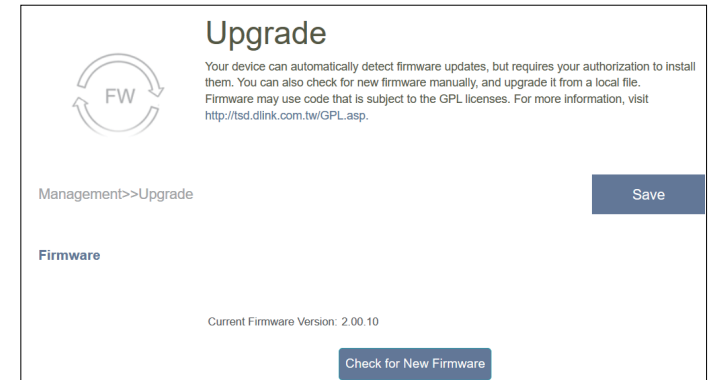 Upgrade
Your device can automatically detect firmware updates, but requires your authorization to install
them. You can also check for new firmware manually, and upgrade it from a local file.
Firmware may use code that is subject to the GPL licenses. For more information, visit
http://tsd.dlink.com.tw/GPL.asp.
FW
Management>>Upgrade
Save
Firmware
Current Firmware Version: 2.00.10
Check for New Firmware